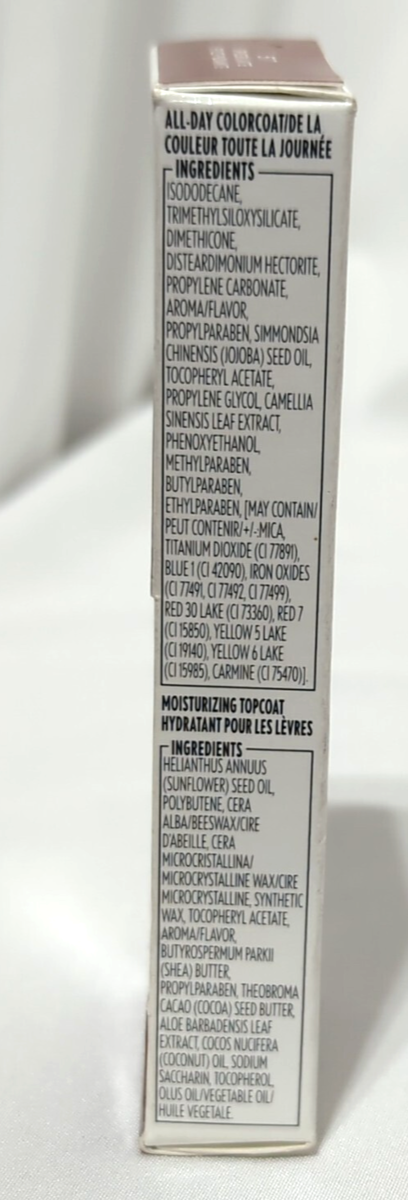 ALL-DAY COLORCOAT/DE LA
COULEUR TOUTE LA JOURNÉE
INGREDIENTS
ISODODECANE,
TRIMETHYLSILOXYSILICATE,
DIMETHICONE,
DISTEARDIMONIUM HECTORITE,
PROPYLENE CARBONATE,
AROMA/FLAVOR,
PROPYLPARABEN, SIMMONDSIA
CHINENSIS (JOJOBA) SEED OIL,
TOCOPHERYL ACETATE,
PROPYLENE GLYCOL, CAMELLIA
SINENSIS LEAF EXTRACT,
PHENOXYETHANOL,
METHYLPARABEN,
BUTYLPARABEN,
ETHYLPARABEN, [MAY CONTAIN/
PEUT CONTENIR/+/-:MICA,
TITANIUM DIOXIDE (CI 77891),
BLUE 1 (CI 42090), IRON OXIDES
(CI 77491, CI 77492, CI 77499),
RED 30 LAKE (CI 73360), RED 7
(CI 15850), YELLOW 5 LAKE
(CI 19140), YELLOW 6 LAKE
(CI 15985), CARMINE (CI 75470)].
MOISTURIZING TOPCOAT
HYDRATANT POUR LES LÈVRES
INGREDIENTS
HELIANTHUS ANNUUS
(SUNFLOWER) SEED OIL,
POLYBUTENE, CERA
ALBA/BEESWAX/CIRE
D'ABEILLE, CERA
MICROCRISTALLINA/
MICROCRYSTALLINE WAX/CIRE
MICROCRYSTALLINE, SYNTHETIC
WAX, TOCOPHERYL ACETATE,
AROMA/FLAVOR,
BUTYROSPERMUM PARKII
(SHEA) BUTTER,
PROPYLPARABEN, THEOBROMA
CACAO (COCOA) SEED BUTTER,
ALOE BARBADENSIS LEAF
EXTRACT, COCOS NUCIFERA
(COCONUT) OIL, SODIUM
SACCHARIN, TOCOPHEROL,
OLUS OIL/VEGETABLE OIL/
HUILE VEGETALE.